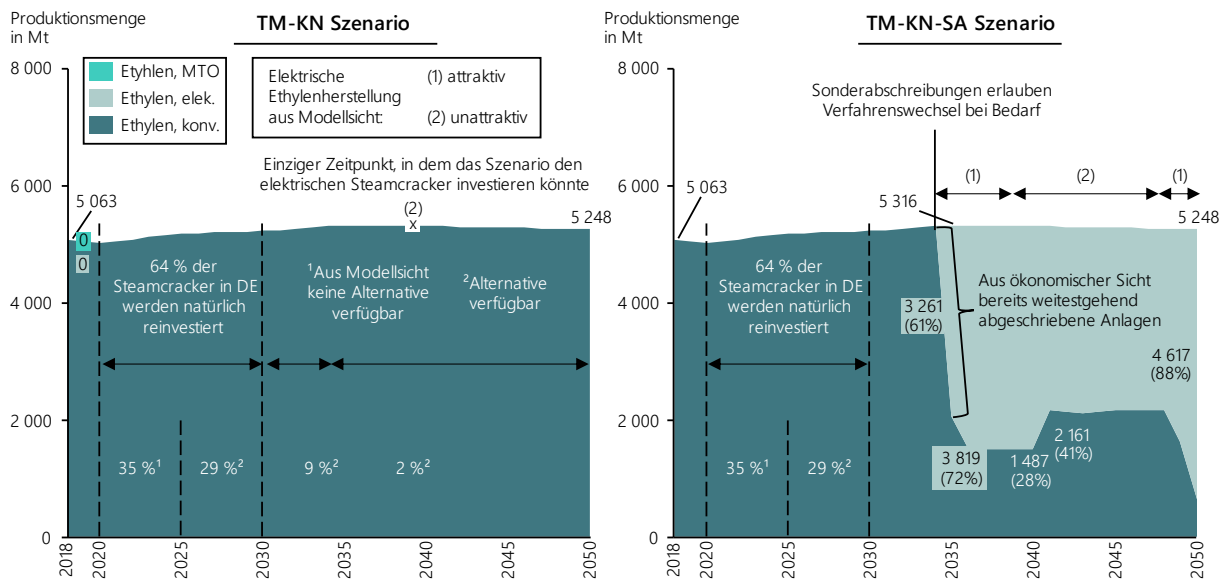 Produktionsmenge
in Mt
TM-KN Szenario
8 000
6 000
4 000
2 000
0
Etyhlen, MTO
Ethylen, elek.
Ethylen, konv.
Elektrische
Ethylenherstellung
aus Modellsicht:
(1) attraktiv
(2) unattraktiv
Einziger Zeitpunkt, in dem das Szenario den
elektrischen Steamcracker investieren könnte
(2)
x
5 063
5 248
0
0
64 % der
Steamcracker in DE
werden natürlich
reinvestiert
¹Aus Modellsicht
keine Alternative
verfügbar
²Alternative
verfügbar
35 %¹
29 %²
9 %²
2 %²
2018
2020
2025
2030
2035
2040
2045
2050
Produktionsmenge
in Mt
TM-KN-SA Szenario
8 000
6 000
4 000
2 000
0
Sonderabschreibungen erlauben
Verfahrenswechsel bei Bedarf
(1)
(2)
(1)
5 063
5 316
5 248
64 % der
Steamcracker in DE
werden natürlich
reinvestiert
Aus ökonomischer Sicht
bereits weitestgehend
abgeschriebene Anlagen
3 261
(61%)
4 617
(88%)
35 %¹
29 %²
3 819
(72%)
1 487
(28%)
2 161
(41%)
2018
2020
2025
2030
2035
2040
2045
2050